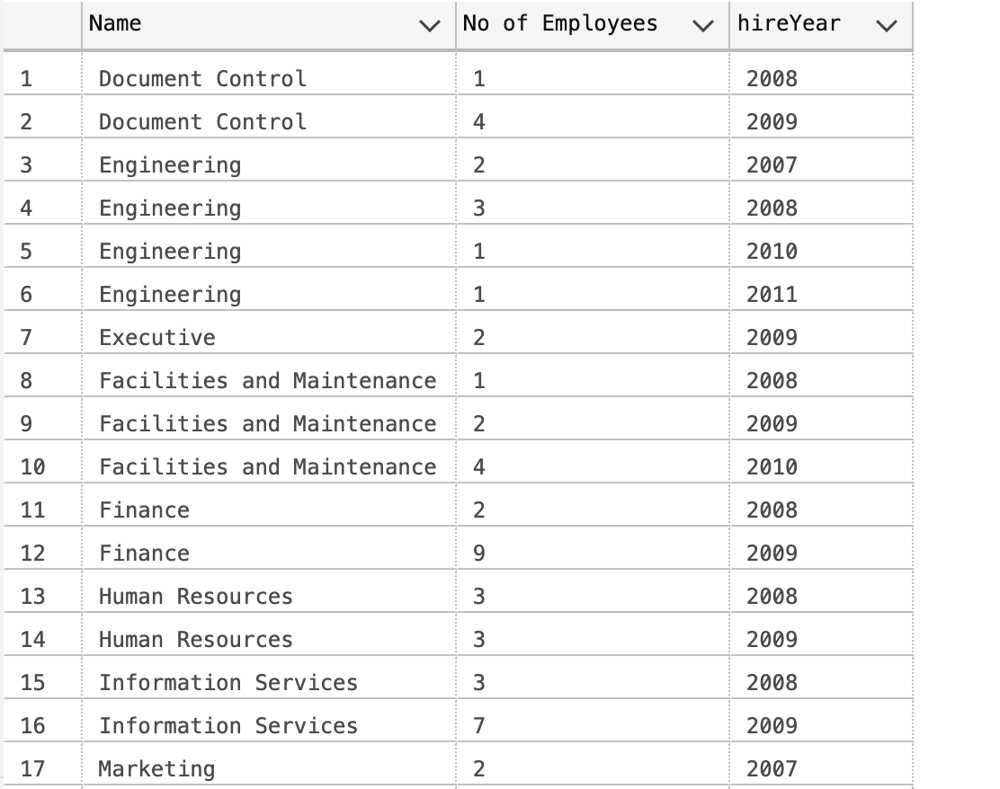 Name No of Employees hireYear
1 Document Control 1 2008
2 Document Control 4 2009
3 Engineering 2 2007
4 Engineering 3 2008
5 Engineering 1 2010
6 Engineering 1 2011
7 Executive 2 2009
8 Facilities and Maintenance 1 2008
9 Facilities and Maintenance 2 2009
10 Facilities and Maintenance 4 2010
11 Finance 2 2008
12 Finance 9 2009
13 Human Resources 3 2008
14 Human Resources 3 2009
15 Information Services 3 2008
16 Information Services 7 2009
17 Marketing 2 2007